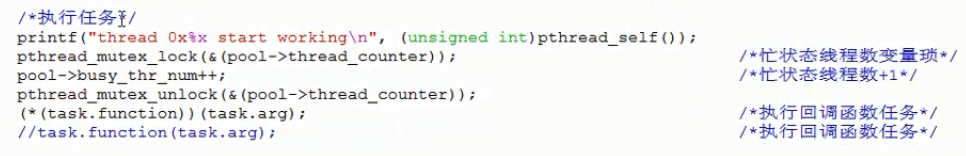 /*执行任务*/
printf("thread 0x%x start working\n", (unsigned int)pthread_self());
pthread_mutex_lock(&(pool->thread_counter)); /*忙状态线程数变量琐*/
pool->busy_thr_num++; /*忙状态线程数+1*/
pthread_mutex_unlock(&(pool->thread_counter));
(*(task.function))(task.arg); /*执行回调函数任务*/
//task.function(task.arg); /*执行回调函数任务*/